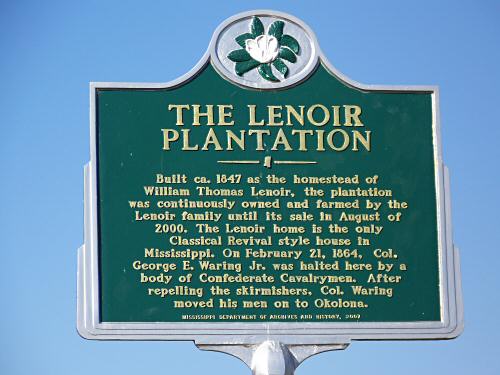 THE LENOIR
PLANTATION
Built ca. 1847 as the homestead of
William Thomas Lenoir, the plantation
was continuously owned and farmed by the
Lenoir family until its sale in August of
2000. The Lenoir home is the only
Classical Revival style house in
Mississippi. On February 21, 1864, Col.
George E. Waring Jr. was halted here by a
body of Confederate Cavalrymen. After
repelling the skirmishers, Col. Waring
moved his men on to Okolona.
MISSISSIPPI DEPARTMENT OF ARCHIVES AND HISTORY, 2007